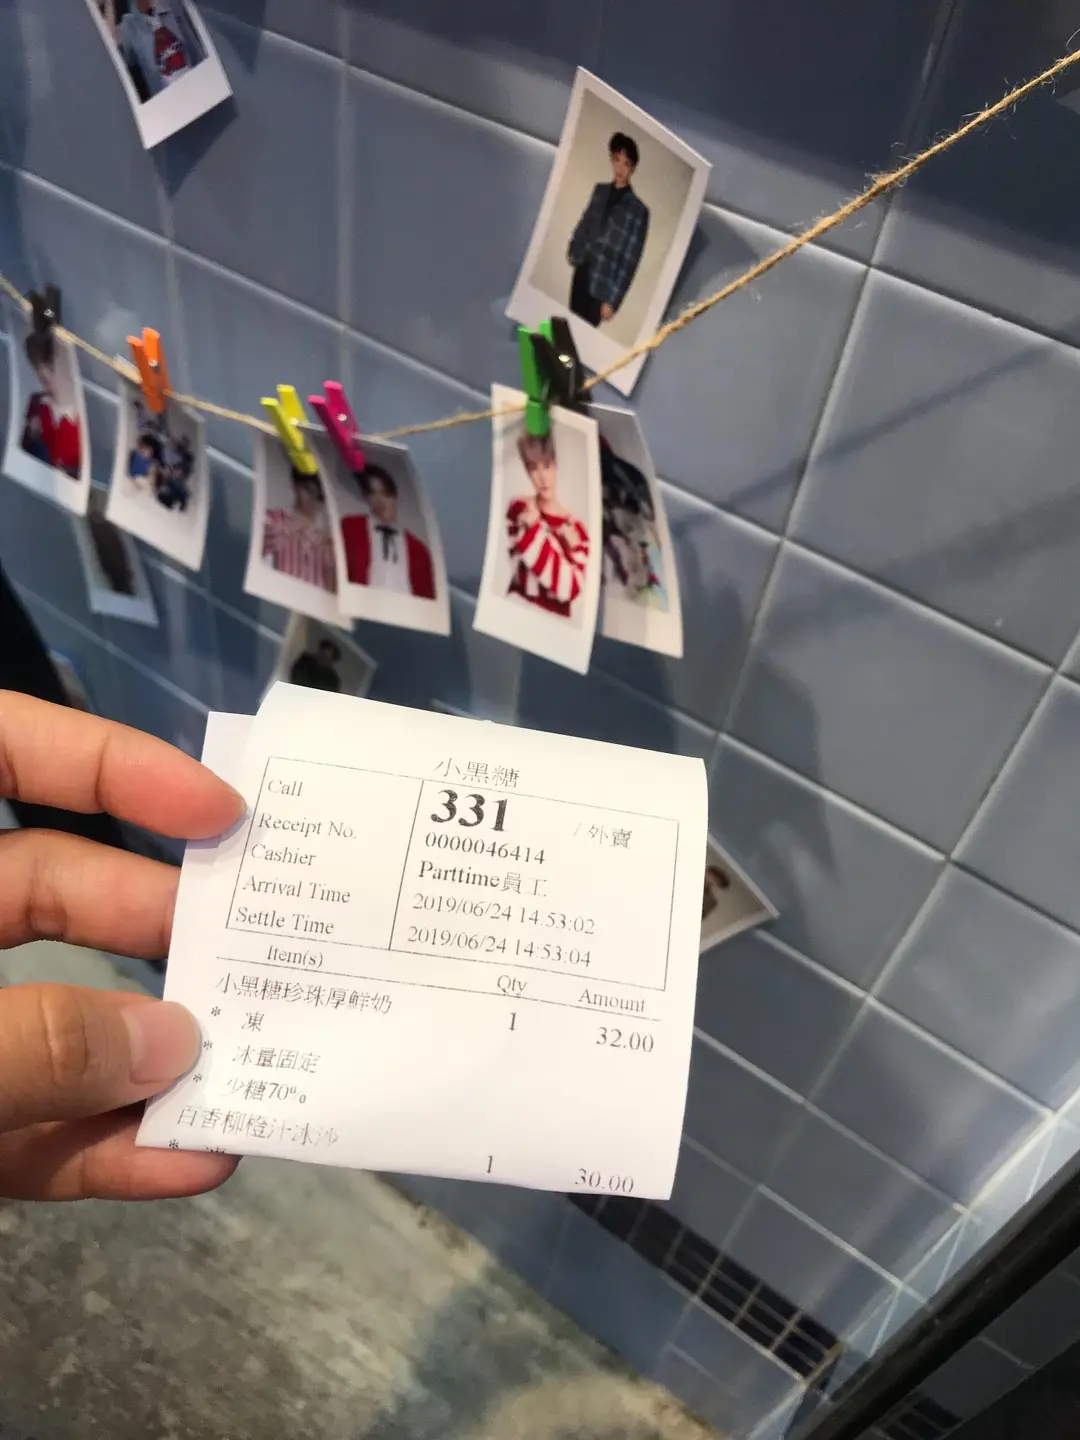 小黑糖
Call 331 /外賣
Receipt No. 0000046414
Cashier Parttime員工
Arrival Time 2019/06/24 14:53:02
Settle Time 2019/06/24 14:53:04
Item(s) Qty Amount
小黑糖珍珠厚鮮奶
* 凍 1 32.00
* 冰量固定
* 少糖70%
百香柳橙汁冰沙
* 1 30.00